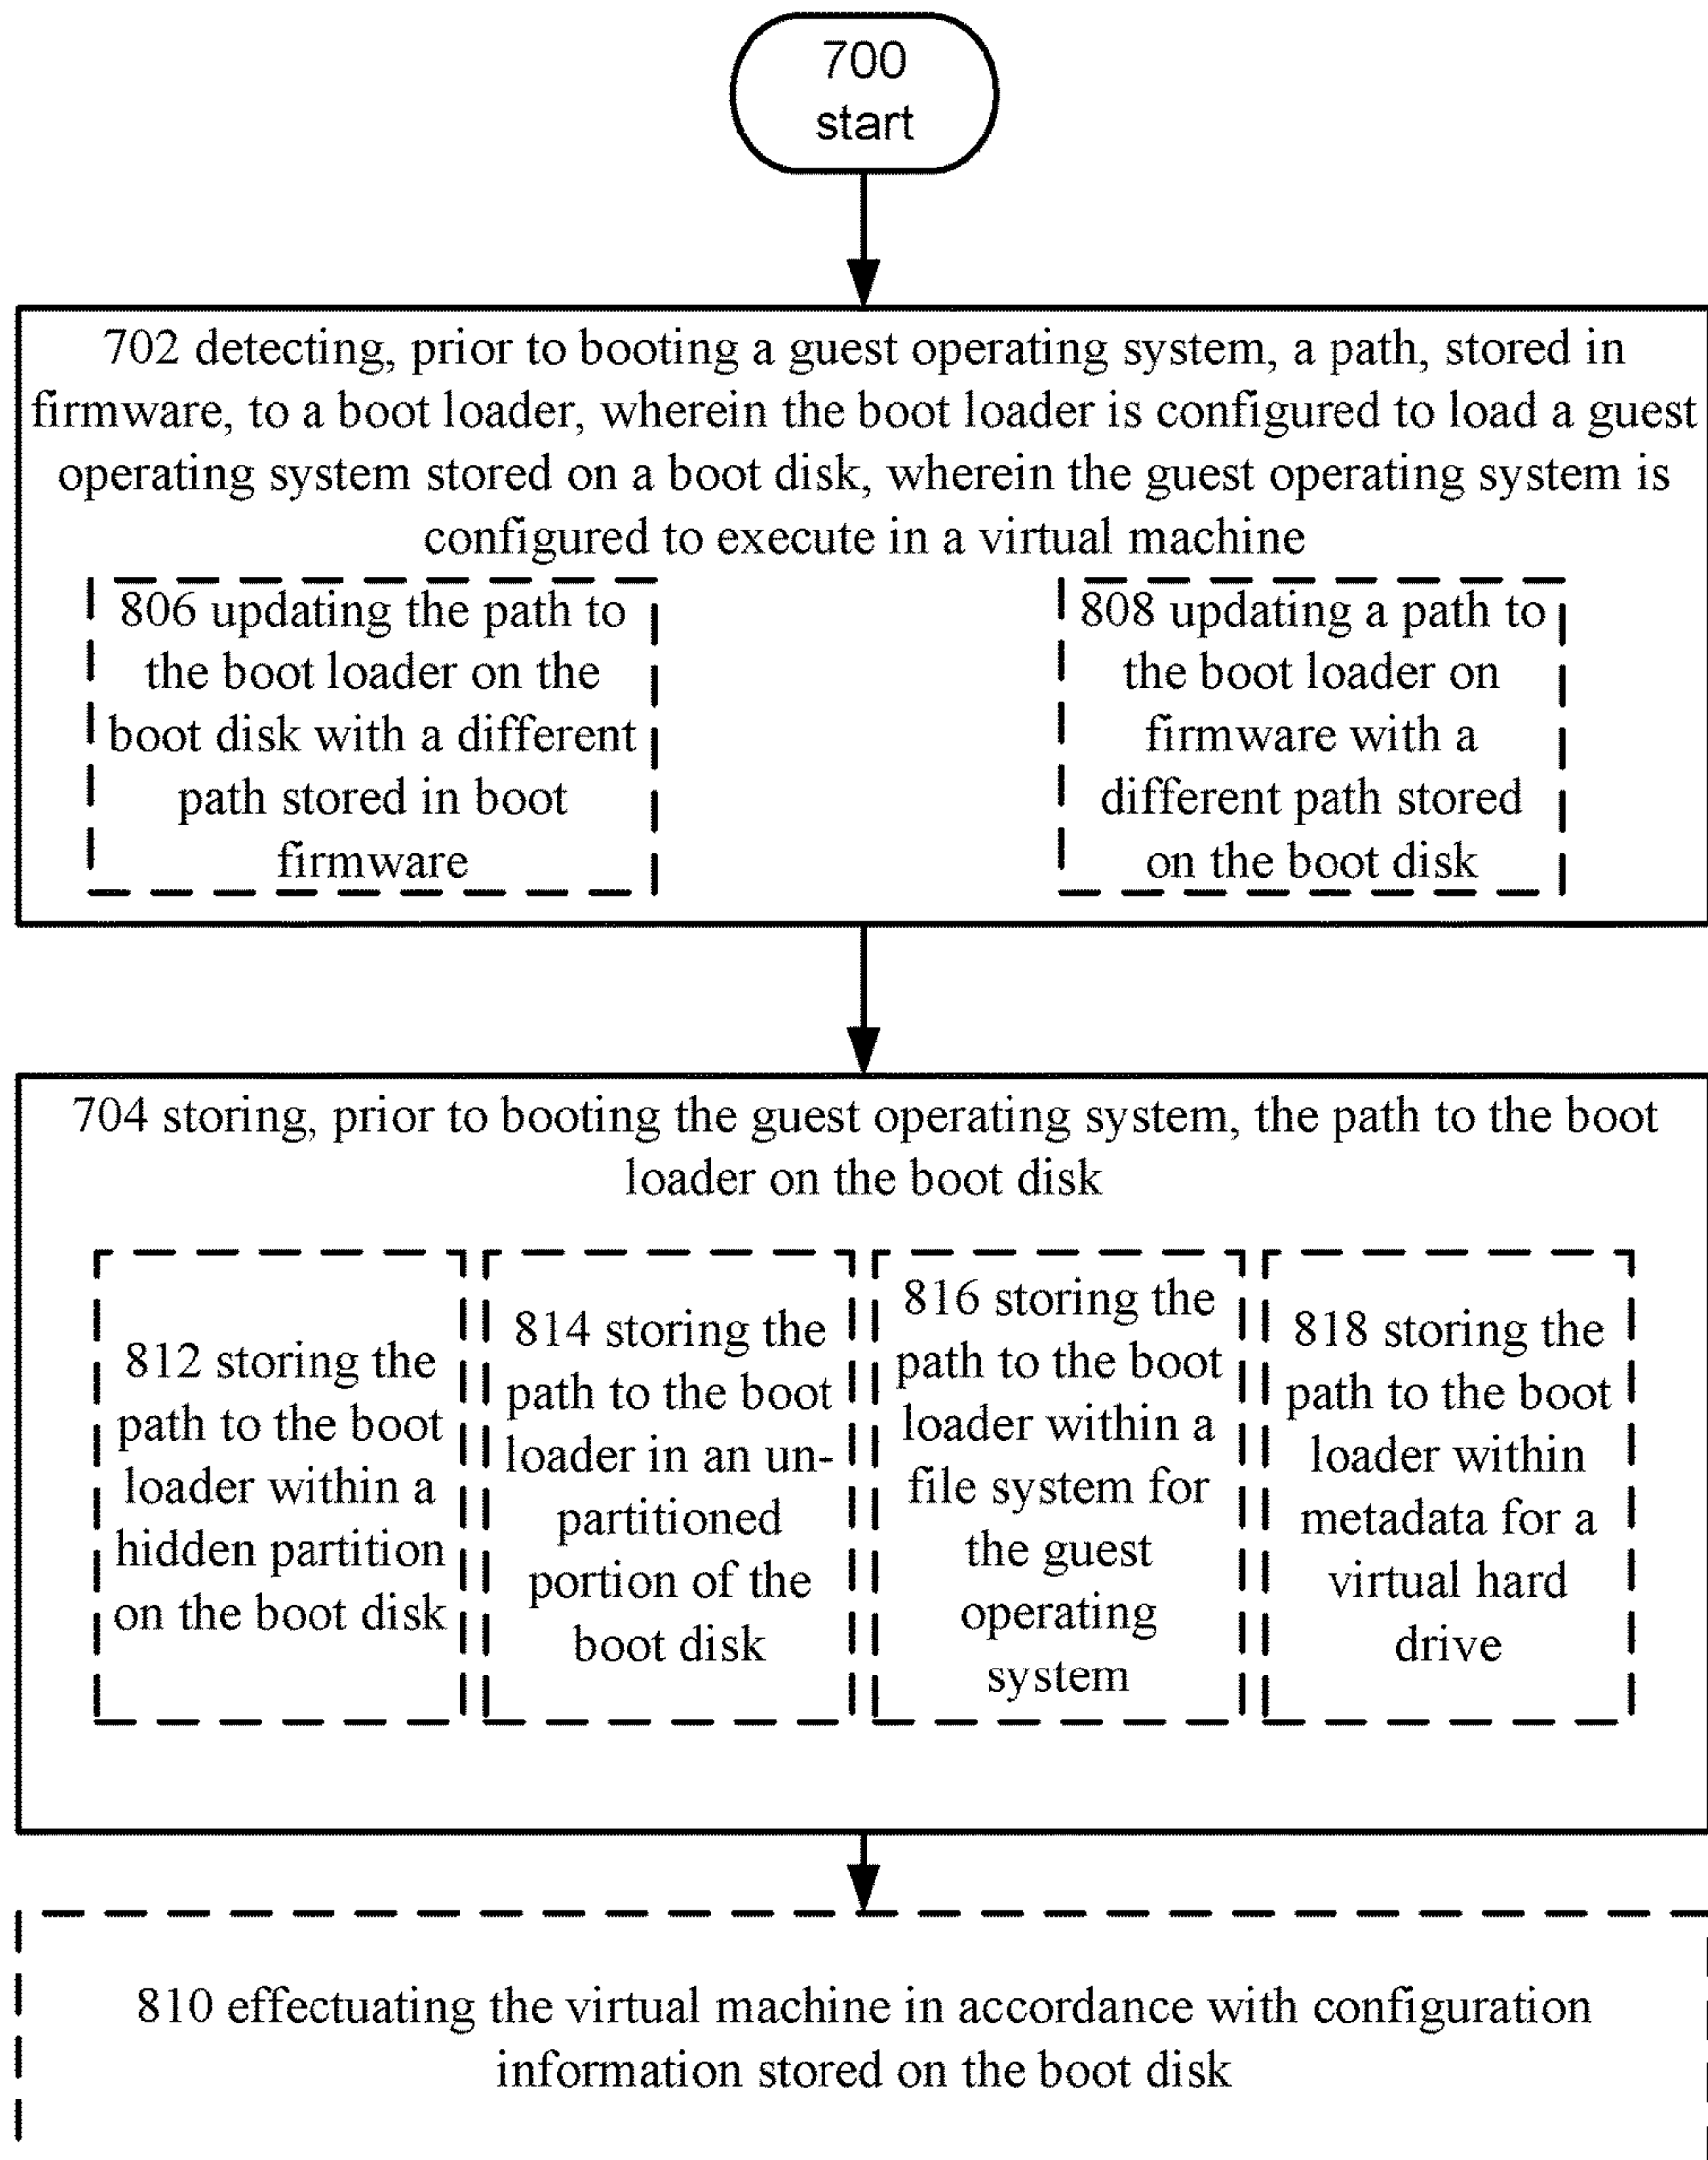 700
start
702 detecting, prior to booting a guest operating system, a path, stored in
firmware, to a boot loader, wherein the boot loader is configured to load a guest
operating system stored on a boot disk, wherein the guest operating system is
configured to execute in a virtual machine
806 updating the path to
the boot loader on the
boot disk with a different
path stored in boot
firmware
808 updating a path to
the boot loader on
firmware with a
different path stored
on the boot disk
704 storing, prior to booting the guest operating system, the path to the boot
loader on the boot disk
812 storing the
path to the boot
loader within a
hidden partition
on the boot disk
814 storing the
path to the boot
loader in an un-
partitioned
portion of the
boot disk
816 storing the
path to the boot
loader within a
file system for
the guest
operating
system
818 storing the
path to the boot
loader within
metadata for a
virtual hard
drive
810 effectuating the virtual machine in accordance with configuration
information stored on the boot disk